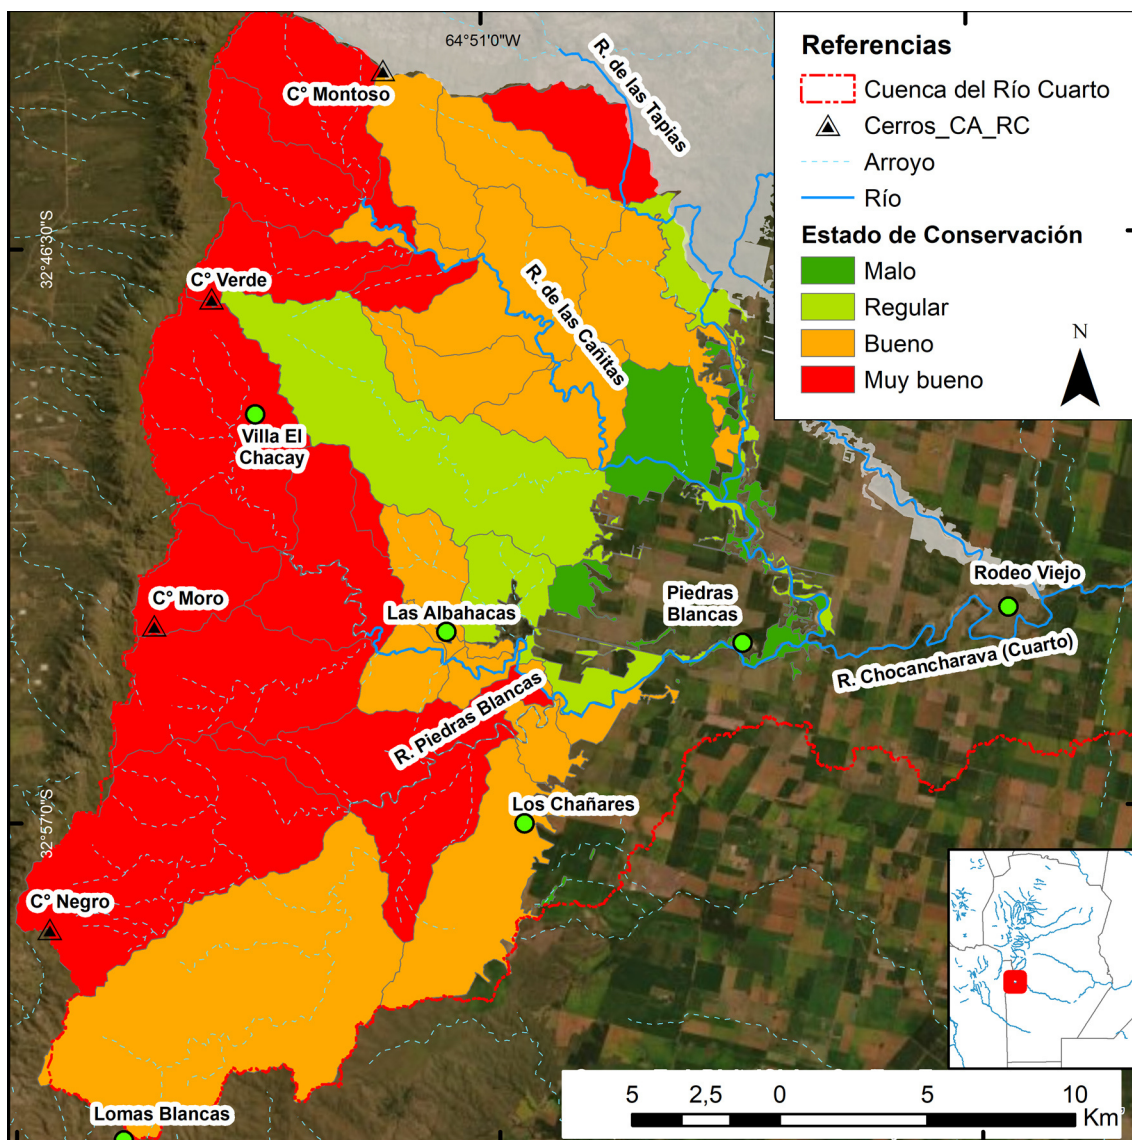 64°51'0"W
R. de las Tapias
Referencias
Cuenca del Río Cuarto
Cerros_CA_RC
Arroyo
Río
Estado de Conservación
Malo
Regular
Bueno
Muy bueno
N
C° Montoso
32°46'30"S
C° Verde
R. de las Cañitas
Villa El
Chacay
C° Moro
Las Albahacas
Piedras
Blancas
Rodeo Viejo
R. Chocancharava (Cuarto)
R. Piedras Blancas
32°57'0"S
Los Chañares
C° Negro
Lomas Blancas
5 2,5 0 5 10
Km